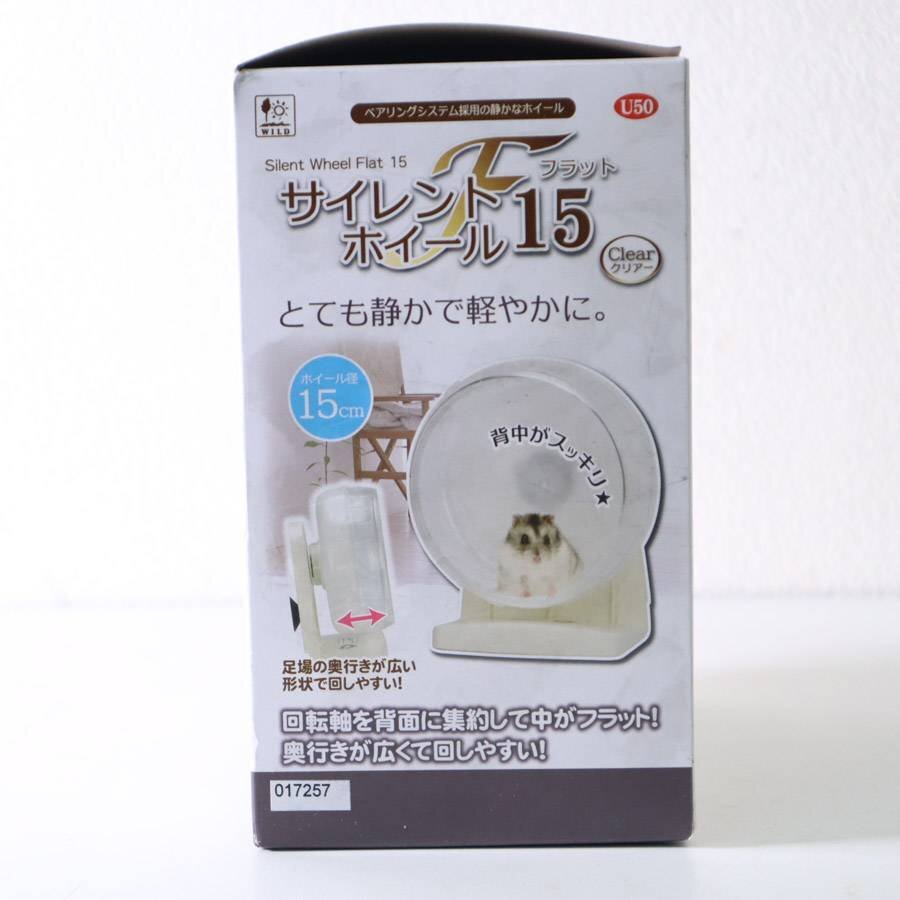 WILD
ベアリングシステム採用の静かなホイール
U50
Silent Wheel Flat 15
F
フラット
サイレント
ホイール 15
Clear
クリアー
とても静かで軽やかに。
ホイール径
15cm
背中がスッキリ★
足場の奥行きが広い
形状で回しやすい!
回転軸を背面に集約して中がフラット!
奥行きが広くて回しやすい!
017257